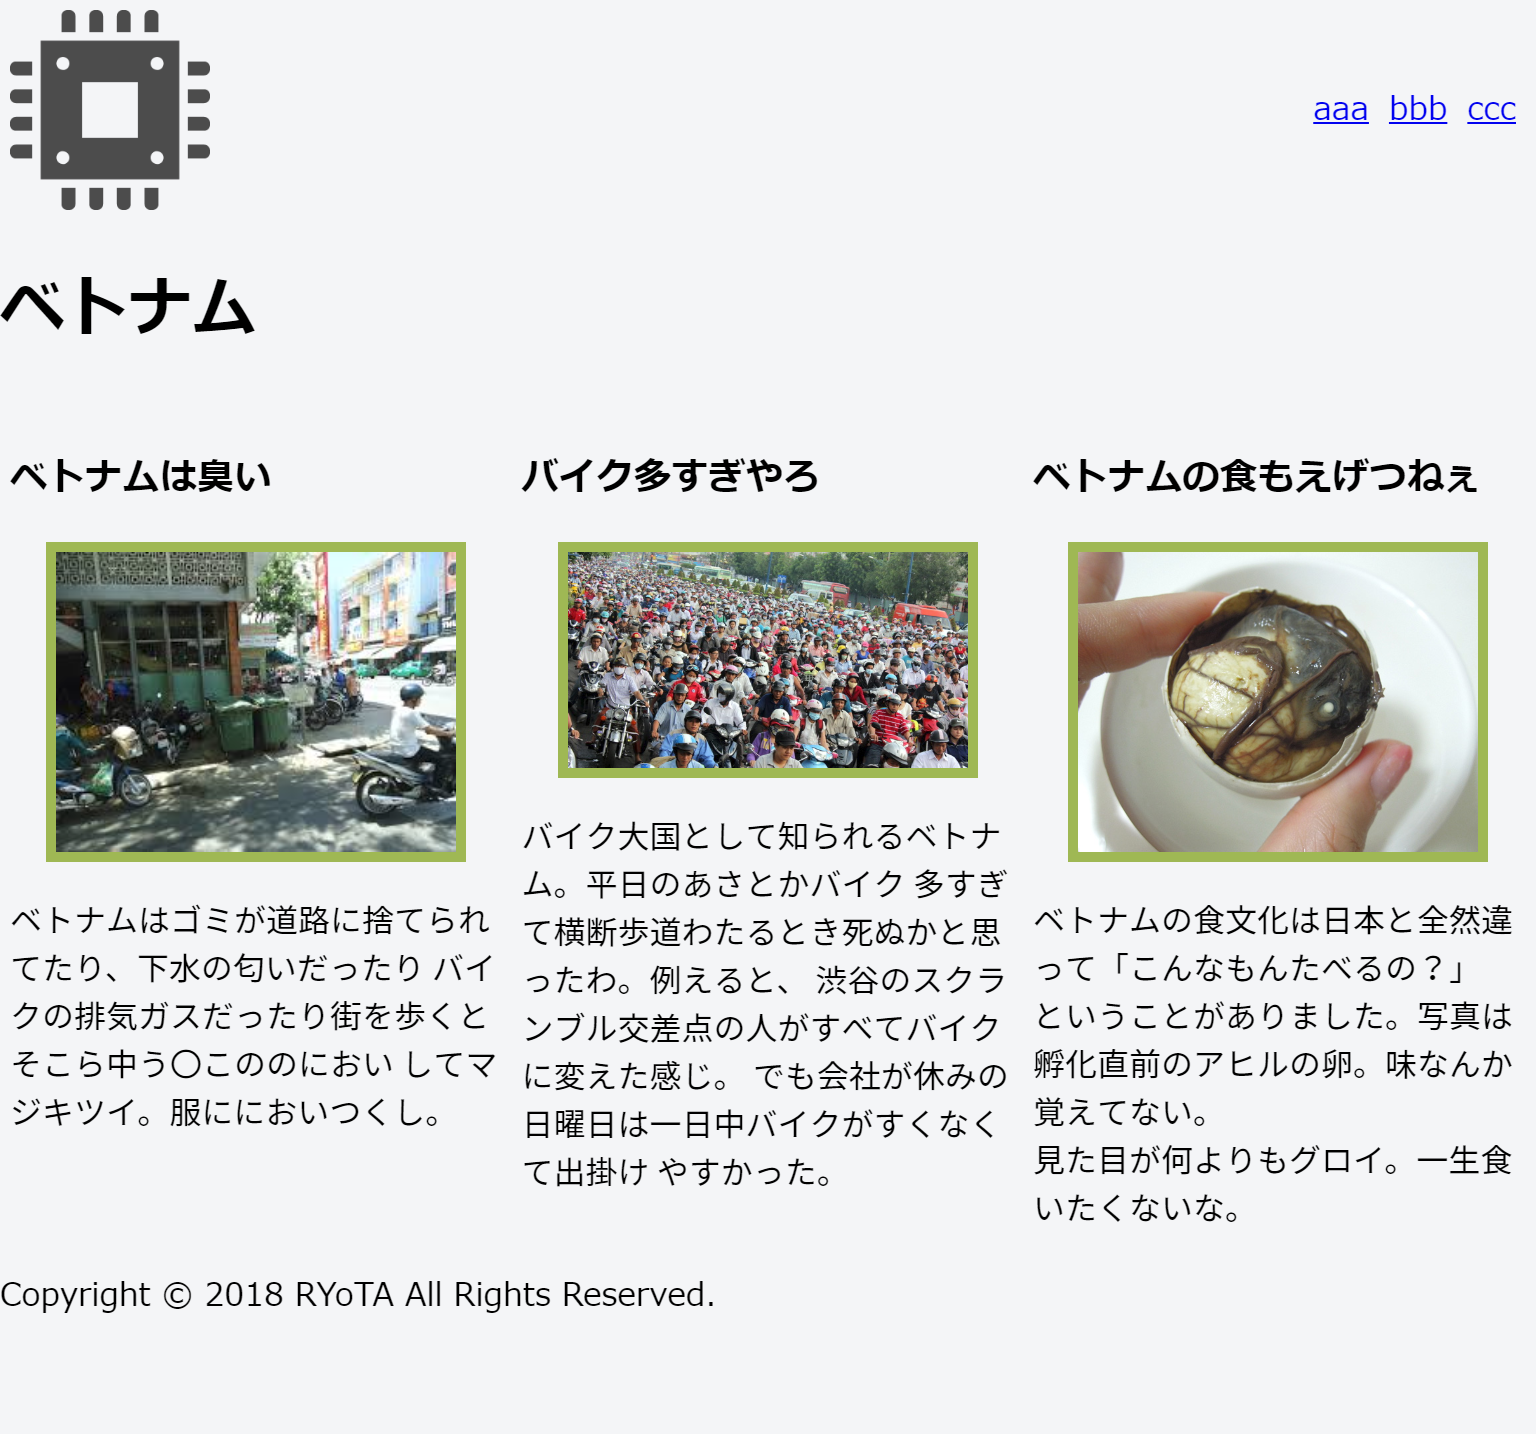 aaa bbb ccc
ベトナム
ベトナムは臭い
ベトナムはゴミが道路に捨てられ
てたり、下水の匂いだったり バイ
クの排気ガスだったり街を歩くと
そこら中う〇こののにおい してマ
ジキツイ。服ににおいつくし。
バイク多すぎやろ
バイク大国として知られるベトナ
ム。平日のあさとかバイク 多すぎ
て横断歩道わたるとき死ぬかと思
ったわ。例えると、 渋谷のスクラ
ンブル交差点の人がすべてバイク
に変えた感じ。 でも会社が休みの
日曜日は一日中バイクがすくなく
て出掛け やすかった。
ベトナムの食もえげつねぇ
ベトナムの食文化は日本と全然違
って「こんなもんたべるの？」
ということがありました。写真は
孵化直前のアヒルの卵。味なんか
覚えてない。
見た目が何よりもグロイ。一生食
いたくないな。
Copyright © 2018 RYoTA All Rights Reserved.